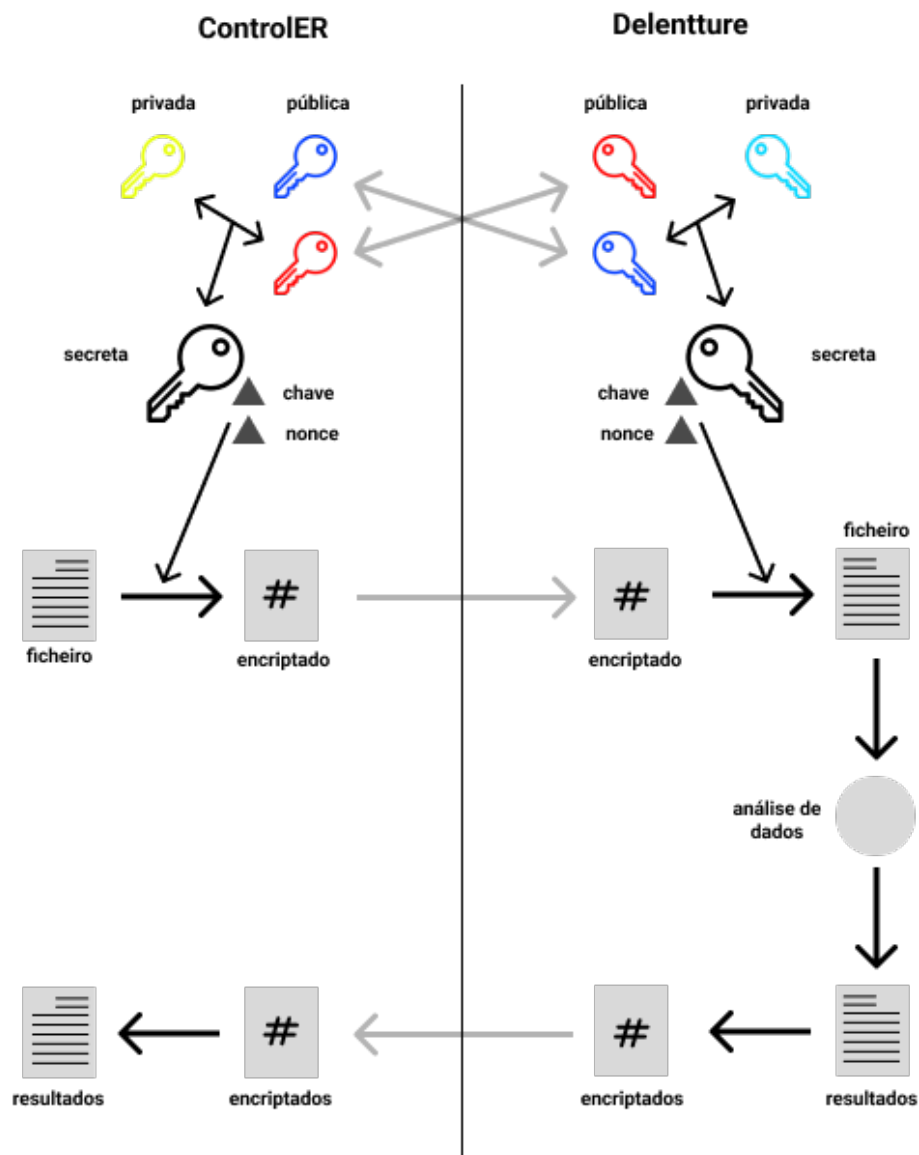 ControlER
Delentture
privada
pública
pública
privada
secreta
secreta
chave
chave
nonce
nonce
ficheiro
#
#
ficheiro
encriptado
encriptado
análise de
dados
#
#
resultados
encriptados
encriptados
resultados